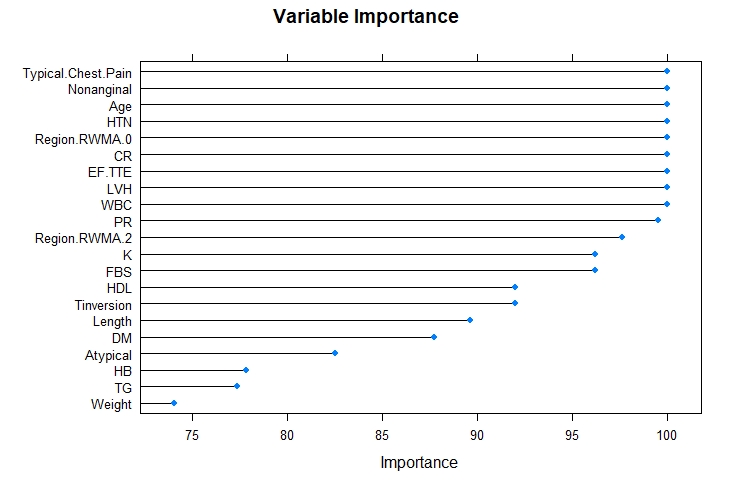 Variable Importance
Typical.Chest.Pain
Nonanginal
Age
HTN
Region.RWMA.0
CR
EF.TTE
LVH
WBC
PR
Region.RWMA.2
K
FBS
HDL
Tinversion
Length
DM
Atypical
HB
TG
Weight
75 80 85 90 95 100
Importance